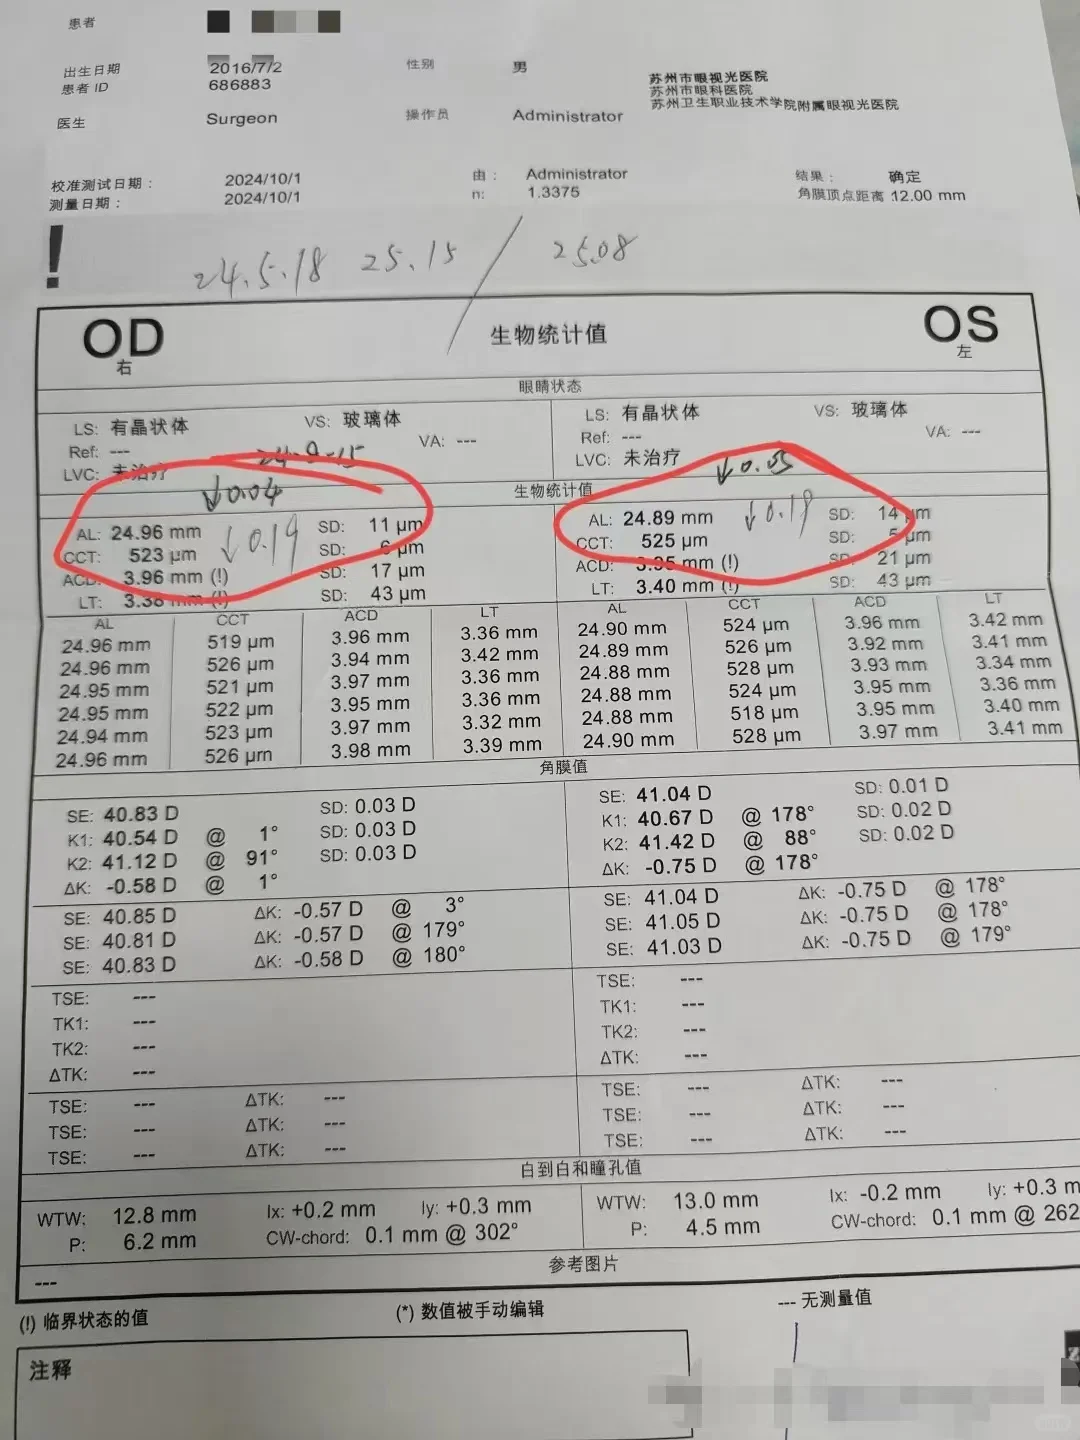 患者
出生日期 2016/7/2 性别 男 苏州市眼视光医院
患者 ID 686883 苏州市眼科医院
苏州卫生职业技术学院附属眼视光医院
医生 Surgeon 操作员 Administrator
校准测试日期： 2024/10/1 由： Administrator 结果： 确定
测量日期： 2024/10/1 n: 1.3375 角膜顶点距离 12.00 mm
!
24.5.18 25.15 / 25.08
OD 生物统计值 OS
右 左
眼睛状态
LS: 有晶状体 VS: 玻璃体 LS: 有晶状体 VS: 玻璃体
Ref: --- VA: --- Ref: --- VA: ---
LVC: 未治疗 LVC: 未治疗
24-9-15
↓0.04 ↓0.05
生物统计值
AL: 24.96 mm ↓0.19 SD: 11 μm AL: 24.89 mm ↓0.19 SD: 14 μm
CCT: 523 μm SD: 6 μm CCT: 525 μm SD: 5 μm
ACD: 3.96 mm (!) SD: 17 μm ACD: 3.95 mm (!) SD: 21 μm
LT: 3.38 mm (!) SD: 43 μm LT: 3.40 mm (!) SD: 43 μm
AL CCT ACD LT AL CCT ACD LT
24.96 mm 519 μm 3.96 mm 3.36 mm 24.90 mm 524 μm 3.96 mm 3.42 mm
24.96 mm 526 μm 3.94 mm 3.42 mm 24.89 mm 526 μm 3.92 mm 3.41 mm
24.95 mm 521 μm 3.97 mm 3.36 mm 24.88 mm 528 μm 3.93 mm 3.34 mm
24.95 mm 522 μm 3.95 mm 3.36 mm 24.88 mm 524 μm 3.95 mm 3.36 mm
24.94 mm 523 μm 3.97 mm 3.32 mm 24.88 mm 518 μm 3.95 mm 3.40 mm
24.96 mm 526 μm 3.98 mm 3.39 mm 24.90 mm 528 μm 3.97 mm 3.41 mm
角膜值
SE: 40.83 D SD: 0.03 D SE: 41.04 D SD: 0.01 D
K1: 40.54 D @ 1° SD: 0.03 D K1: 40.67 D @ 178° SD: 0.02 D
K2: 41.12 D @ 91° SD: 0.03 D K2: 41.42 D @ 88° SD: 0.02 D
ΔK: -0.58 D @ 1° ΔK: -0.75 D @ 178°
SE: 40.85 D ΔK: -0.57 D @ 3° SE: 41.04 D ΔK: -0.75 D @ 178°
SE: 40.81 D ΔK: -0.57 D @ 179° SE: 41.05 D ΔK: -0.75 D @ 178°
SE: 40.83 D ΔK: -0.58 D @ 180° SE: 41.03 D ΔK: -0.75 D @ 179°
TSE: --- TSE: ---
TK1: --- TK1: ---
TK2: --- TK2: ---
ΔTK: --- ΔTK: ---
TSE: --- ΔTK: --- TSE: --- ΔTK: ---
TSE: --- ΔTK: --- TSE: --- ΔTK: ---
TSE: --- ΔTK: --- TSE: --- ΔTK: ---
白到白和瞳孔值
WTW: 12.8 mm Ix: +0.2 mm Iy: +0.3 mm WTW: 13.0 mm Ix: -0.2 mm Iy: +0.3 m
P: 6.2 mm CW-chord: 0.1 mm @ 302° P: 4.5 mm CW-chord: 0.1 mm @ 262
参考图片
---
(!) 临界状态的值 (*) 数值被手动编辑 --- 无测量值
注释